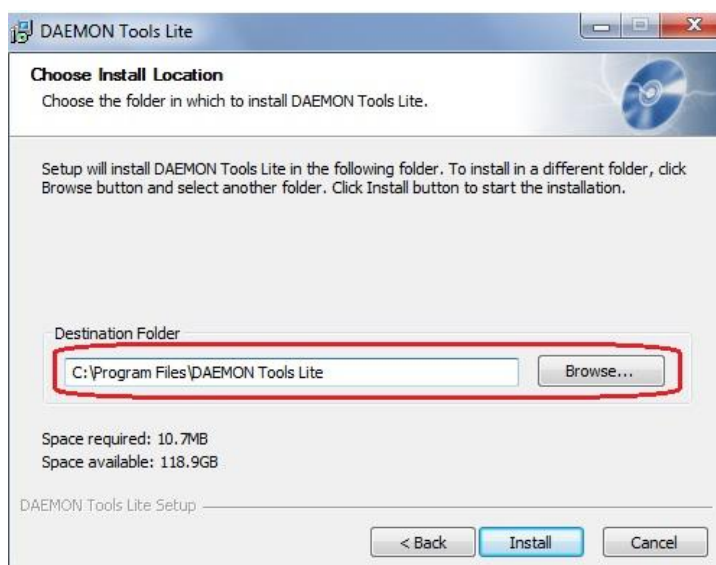 DAEMON Tools Lite
Choose Install Location
Choose the folder in which to install DAEMON Tools Lite.
Setup will install DAEMON Tools Lite in the following folder. To install in a different folder, click
Browse button and select another folder. Click Install button to start the installation.
Destination Folder
C:\Program Files\DAEMON Tools Lite
Browse...
Space required: 10.7MB
Space available: 118.9GB
DAEMON Tools Lite Setup
< Back
Install
Cancel